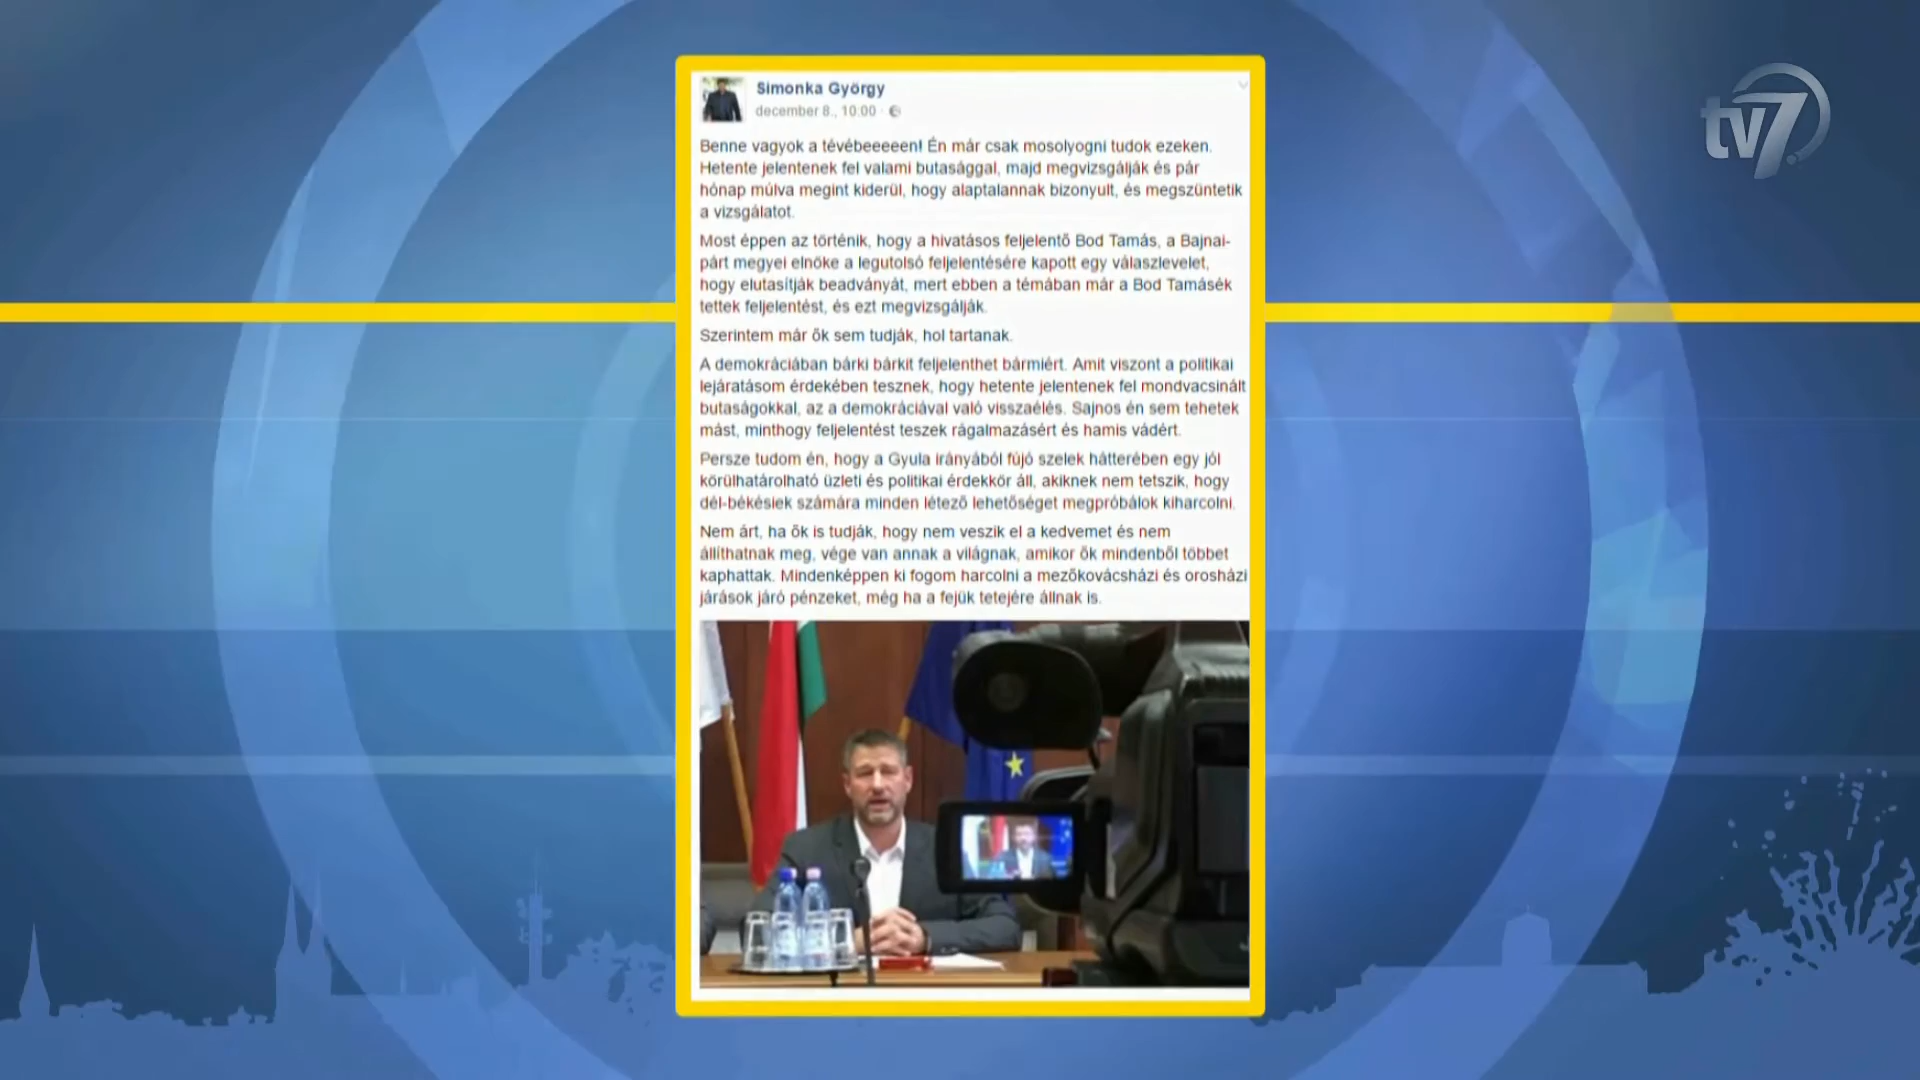 Simonka György
december 8., 10:00 ·
tv7
Benne vagyok a tévébeeeeen! Én már csak mosolyogni tudok ezeken.
Hetente jelentenek fel valami butasággal, majd megvizsgálják és pár
hónap múlva megint kiderül, hogy alaptalannak bizonyult, és megszüntetik
a vizsgálatot.
Most éppen az történik, hogy a hivatásos feljelentő Bod Tamás, a Bajnai-
párt megyei elnöke a legutolsó feljelentésére kapott egy válaszlevelet,
hogy elutasítják beadványát, mert ebben a témában már a Bod Tamásék
tettek feljelentést, és ezt megvizsgálják.
Szerintem már ők sem tudják, hol tartanak.
A demokráciában bárki bárkit feljelenthet bármiért. Amit viszont a politikai
lejáratásom érdekében tesznek, hogy hetente jelentenek fel mondvacsinált
butaságokkal, az a demokráciával való visszaélés. Sajnos én sem tehetek
mást, minthogy feljelentést teszek rágalmazásért és hamis vádért.
Persze tudom én, hogy a Gyula irányából fújó szelek hátterében egy jól
körülhatárolható üzleti és politikai érdekkör áll, akiknek nem tetszik, hogy
dél-békésiek számára minden létező lehetőséget megpróbálok kiharcolni.
Nem árt, ha ők is tudják, hogy nem veszik el a kedvemet és nem
állíthatnak meg, vége van annak a világnak, amikor ők mindenből többet
kaphattak. Mindenképpen ki fogom harcolni a mezőkovácsházi és orosházi
járások járó pénzeket, még ha a fejük tetejére állnak is.